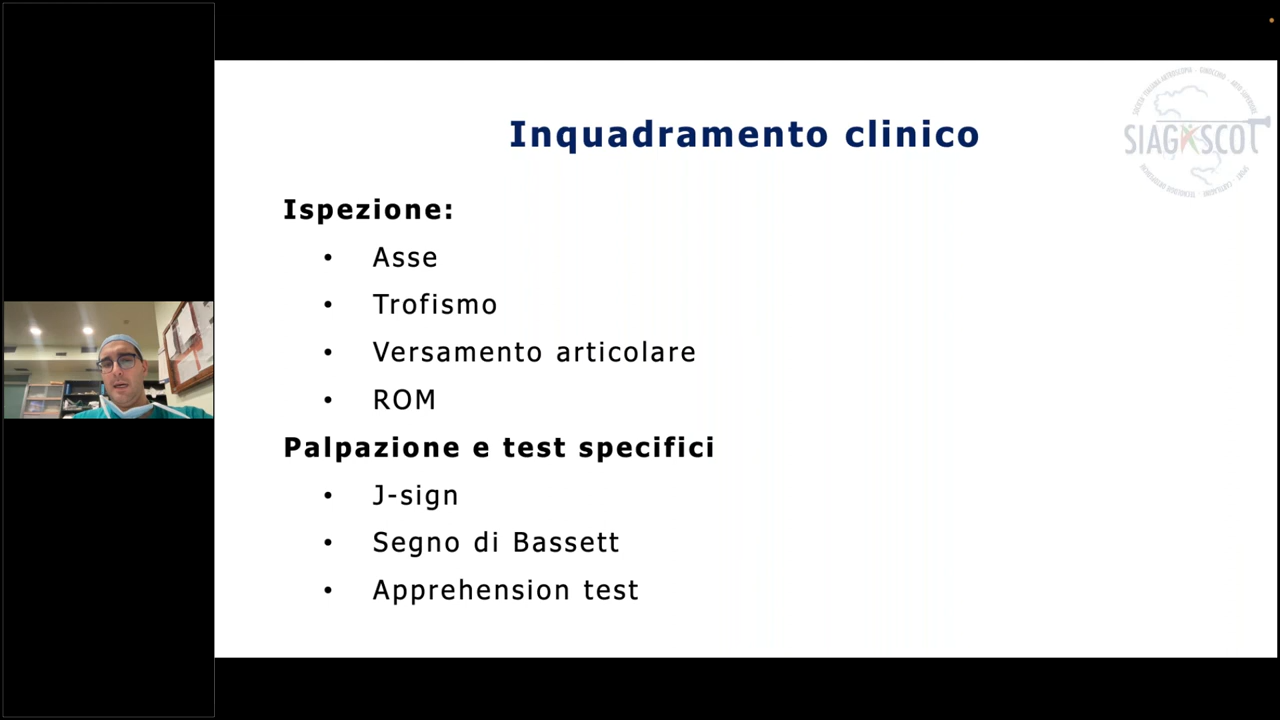 Inquadramento clinico
SIAGASCOT
Ispezione:
• Asse
• Trofismo
• Versamento articolare
• ROM
Palpazione e test specifici
• J-sign
• Segno di Bassett
• Apprehension test